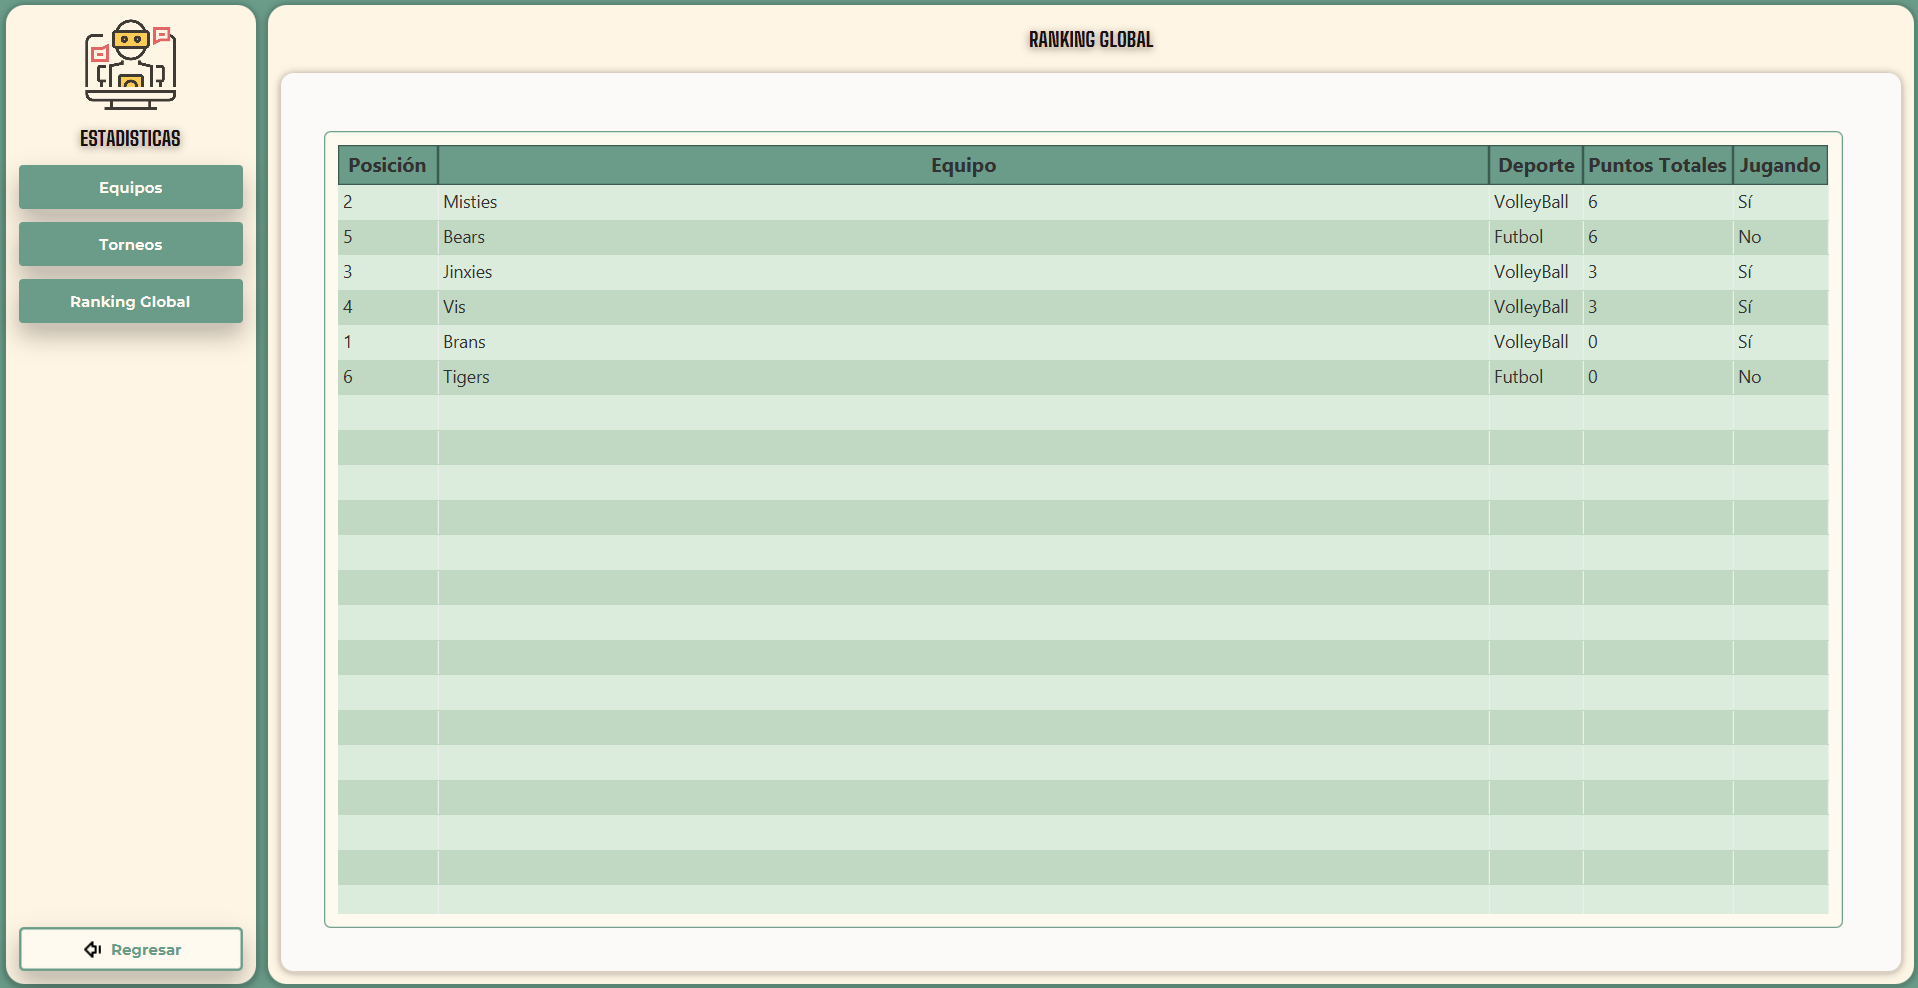 ESTADISTICAS
Equipos
Torneos
Ranking Global
Regresar
RANKING GLOBAL
Posición Equipo Deporte Puntos Totales Jugando
2 Misties VolleyBall 6 Sí
5 Bears Futbol 6 No
3 Jinxies VolleyBall 3 Sí
4 Vis VolleyBall 3 Sí
1 Brans VolleyBall 0 Sí
6 Tigers Futbol 0 No